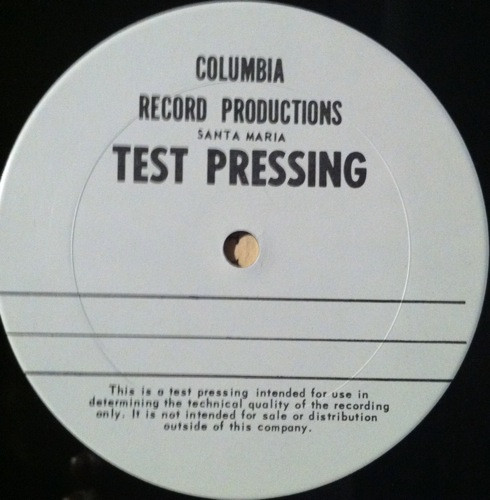 COLUMBIA
RECORD PRODUCTIONS
SANTA MARIA
TEST PRESSING
This is a test pressing intended for use in
determining the technical quality of the recording
only. It is not intended for sale or distribution
outside of this company.